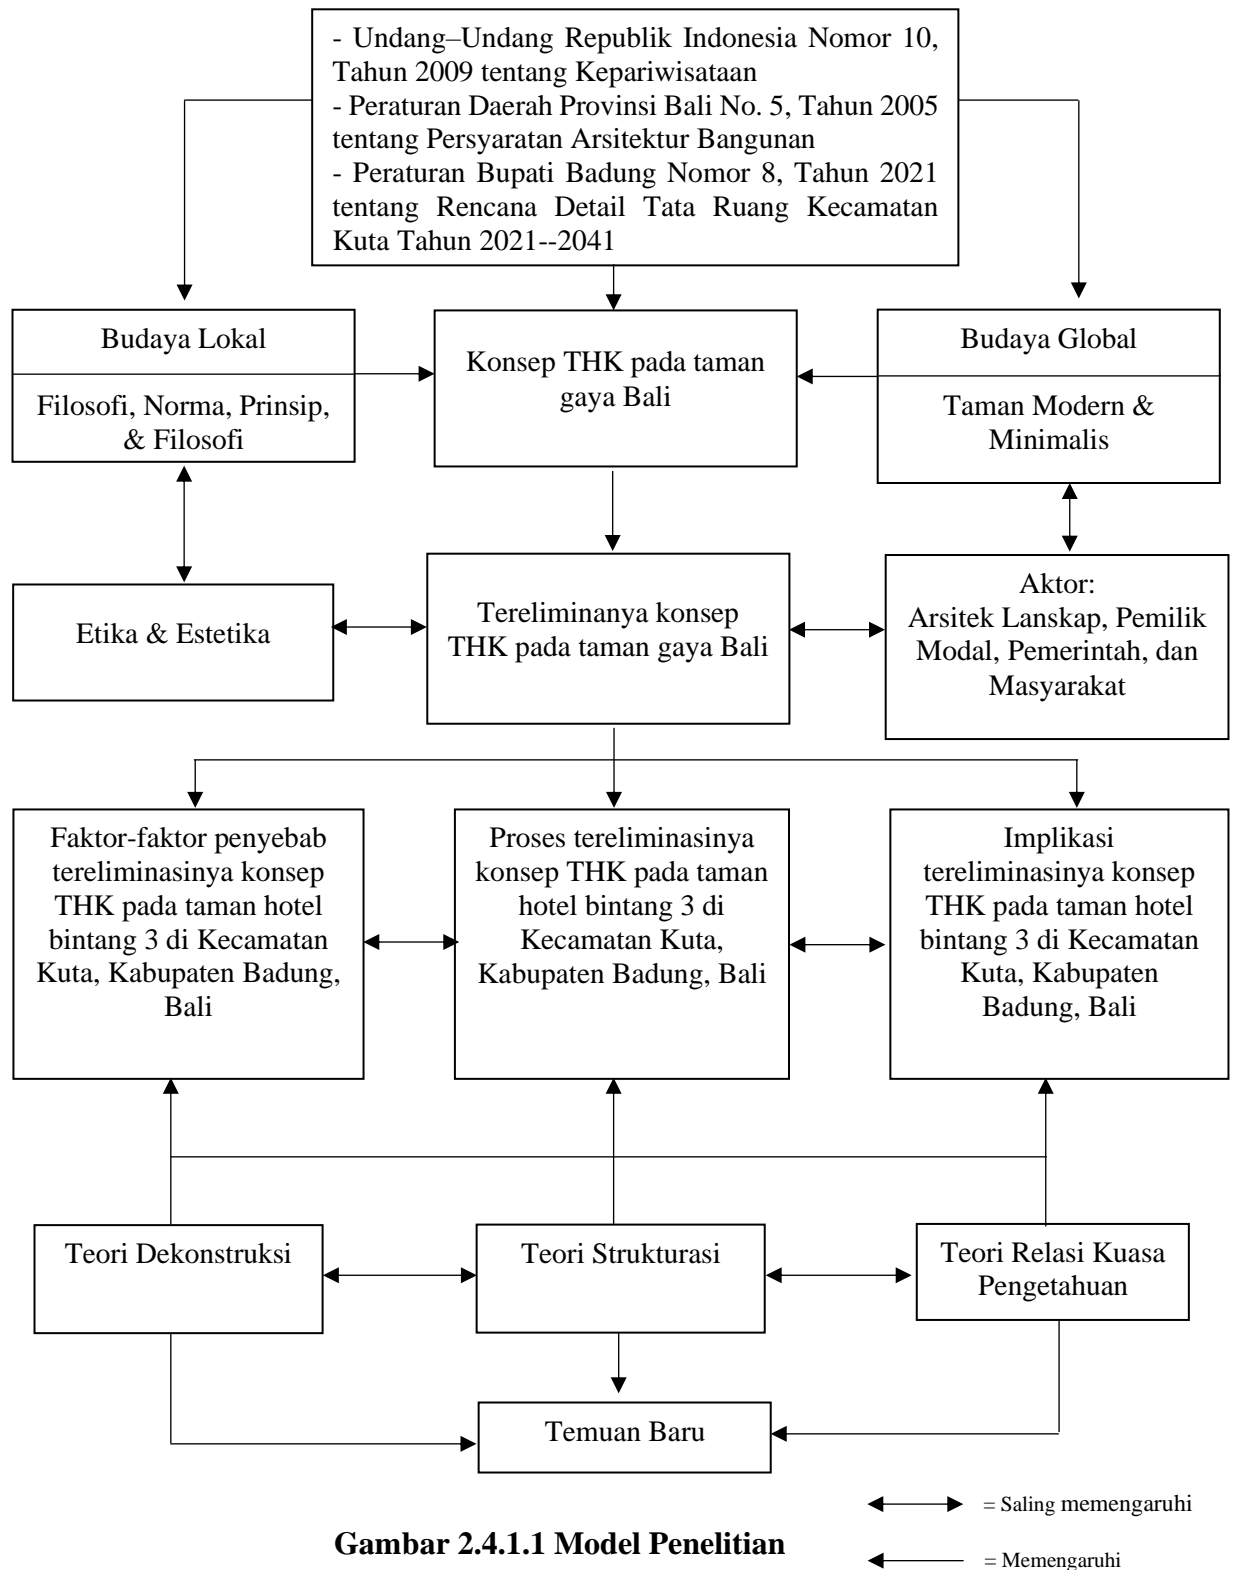 - Undang–Undang Republik Indonesia Nomor 10,
Tahun 2009 tentang Kepariwisataan
- Peraturan Daerah Provinsi Bali No. 5, Tahun 2005
tentang Persyaratan Arsitektur Bangunan
- Peraturan Bupati Badung Nomor 8, Tahun 2021
tentang Rencana Detail Tata Ruang Kecamatan
Kuta Tahun 2021--2041
Budaya Lokal
Filosofi, Norma, Prinsip,
& Filosofi
Konsep THK pada taman
gaya Bali
Budaya Global
Taman Modern &
Minimalis
Etika & Estetika
Tereliminanya konsep
THK pada taman gaya Bali
Aktor:
Arsitek Lanskap, Pemilik
Modal, Pemerintah, dan
Masyarakat
Faktor-faktor penyebab
tereliminasinya konsep
THK pada taman hotel
bintang 3 di Kecamatan
Kuta, Kabupaten Badung,
Bali
Proses tereliminasinya
konsep THK pada taman
hotel bintang 3 di
Kecamatan Kuta,
Kabupaten Badung, Bali
Implikasi
tereliminasinya konsep
THK pada taman hotel
bintang 3 di Kecamatan
Kuta, Kabupaten
Badung, Bali
Teori Dekonstruksi
Teori Strukturasi
Teori Relasi Kuasa
Pengetahuan
Temuan Baru
= Saling memengaruhi
Gambar 2.4.1.1 Model Penelitian
= Memengaruhi